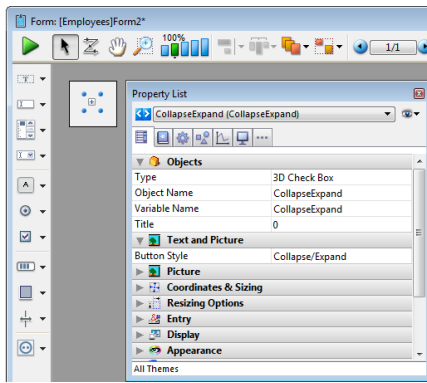 Form: [Employees]Form2*
100%
1/1
Property List
CollapseExpand (CollapseExpand)
Objects
Type 3D Check Box
Object Name CollapseExpand
Variable Name CollapseExpand
Title 0
Text and Picture
Button Style Collapse/Expand
Picture
Coordinates & Sizing
Resizing Options
Entry
Display
Appearance
All Themes